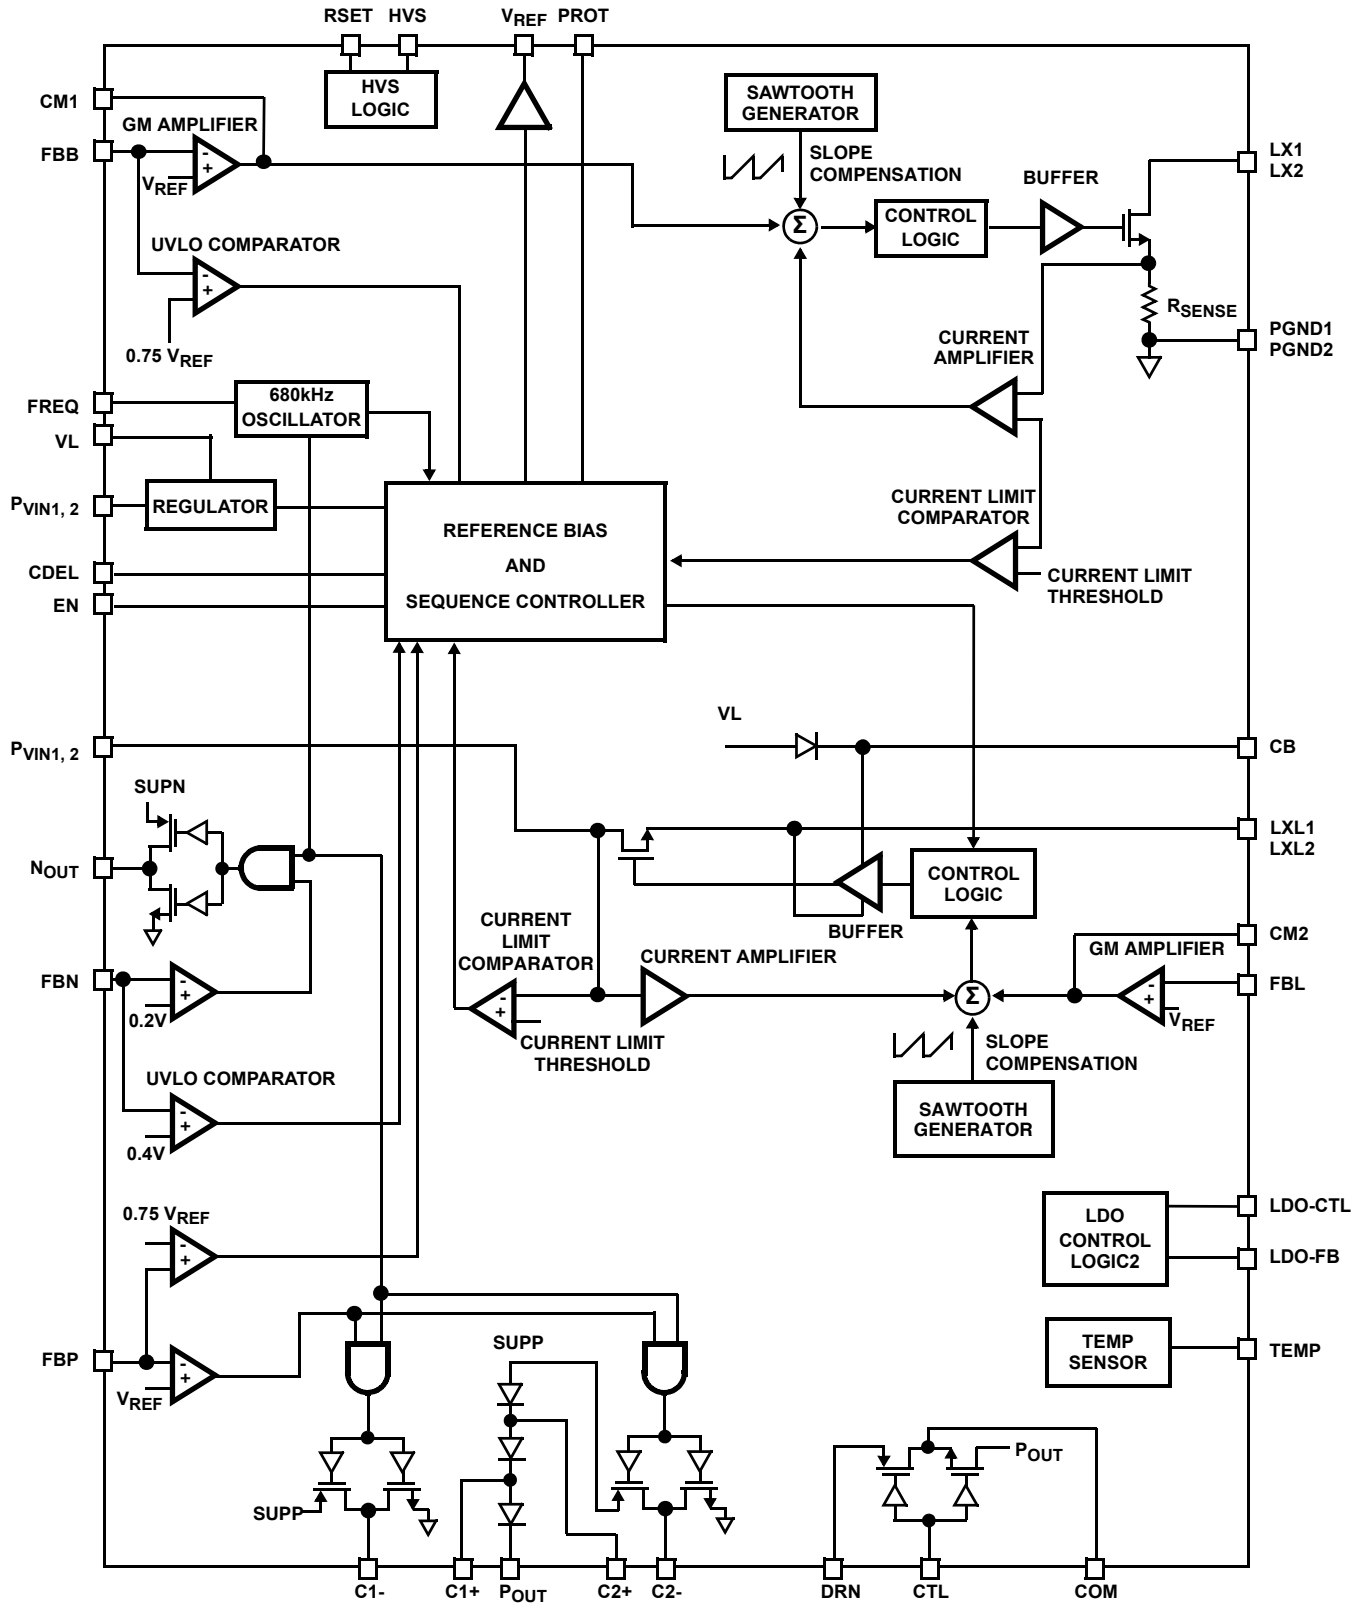 RSET HVS VREF PROT
HVS
LOGIC
CM1
GM AMPLIFIER
FBB
-
+
VREF
SAWTOOTH
GENERATOR
SLOPE
COMPENSATION
Σ
CONTROL
LOGIC
BUFFER
LX1
LX2
UVLO COMPARATOR
-
+
0.75 VREF
RSENSE
PGND1
PGND2
CURRENT
AMPLIFIER
FREQ
680kHz
OSCILLATOR
VL
PVIN1, 2
REGULATOR
CURRENT LIMIT
COMPARATOR
REFERENCE BIAS
AND
SEQUENCE CONTROLLER
CDEL
EN
CURRENT LIMIT
THRESHOLD
VL
PVIN1, 2
CB
SUPN
NOUT
LXL1
LXL2
CONTROL
LOGIC
BUFFER
CURRENT
LIMIT
COMPARATOR
CM2
GM AMPLIFIER
CURRENT AMPLIFIER
FBN
-
+
0.2V
-
+
Σ
-
+
FBL
VREF
CURRENT LIMIT
THRESHOLD
SLOPE
COMPENSATION
UVLO COMPARATOR
-
+
0.4V
SAWTOOTH
GENERATOR
0.75 VREF
-
+
LDO
CONTROL
LOGIC2
LDO-CTL
LDO-FB
FBP
-
+
VREF
SUPP
TEMP
SENSOR
TEMP
SUPP
POUT
C1- C1+ POUT C2+ C2- DRN CTL COM